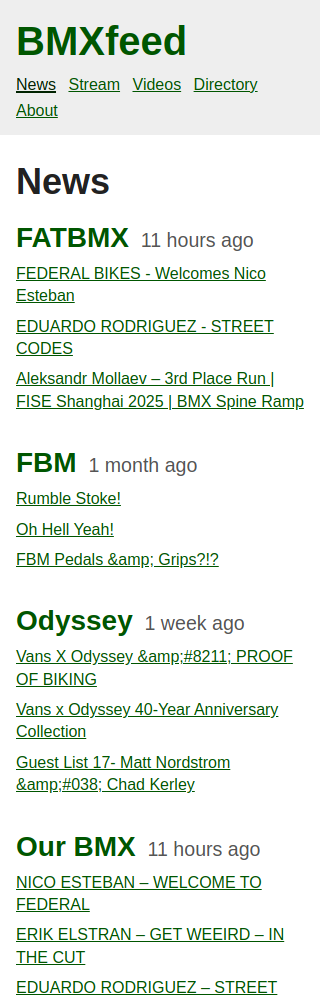 BMXfeed
News Stream Videos Directory
About
News
FATBMX 11 hours ago
FEDERAL BIKES - Welcomes Nico
Esteban
EDUARDO RODRIGUEZ - STREET
CODES
Aleksandr Mollaev – 3rd Place Run |
FISE Shanghai 2025 | BMX Spine Ramp
FBM 1 month ago
Rumble Stoke!
Oh Hell Yeah!
FBM Pedals &amp; Grips?!?
Odyssey 1 week ago
Vans X Odyssey &amp;#8211; PROOF
OF BIKING
Vans x Odyssey 40-Year Anniversary
Collection
Guest List 17- Matt Nordstrom
&amp;#038; Chad Kerley
Our BMX 11 hours ago
NICO ESTEBAN – WELCOME TO
FEDERAL
ERIK ELSTRAN – GET WEEIRD – IN
THE CUT
EDUARDO RODRIGUEZ – STREET